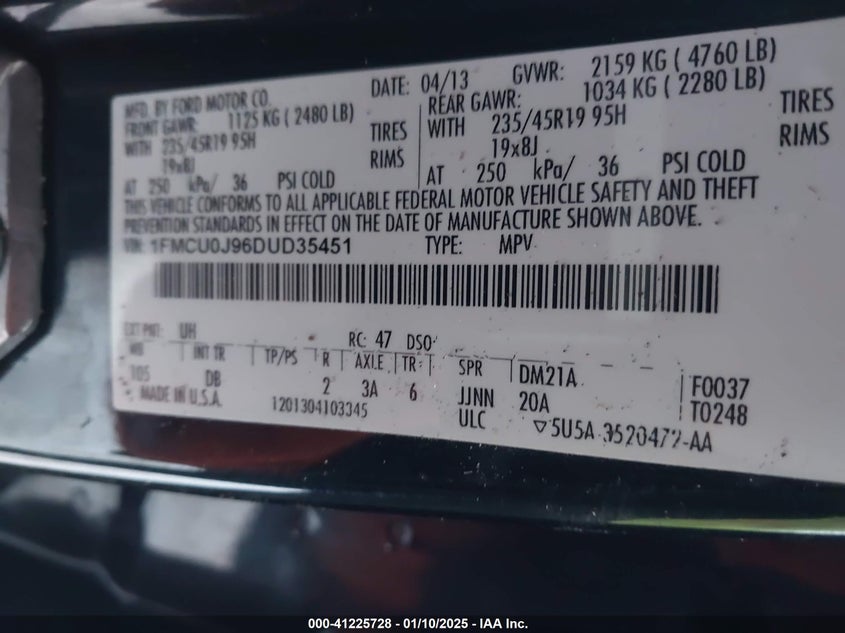 MFD. BY FORD MOTOR CO. DATE: 04/13 GVWR: 2159 KG ( 4760 LB)
FRONT GAWR: 1125 KG ( 2480 LB) REAR GAWR: 1034 KG ( 2280 LB)
WITH 235/45R19 95H TIRES WITH 235/45R19 95H TIRES
19x8J RIMS 19x8J RIMS
AT 250 kPa/ 36 PSI COLD AT 250 kPa/ 36 PSI COLD
THIS VEHICLE CONFORMS TO ALL APPLICABLE FEDERAL MOTOR VEHICLE SAFETY AND THEFT
PREVENTION STANDARDS IN EFFECT ON THE DATE OF MANUFACTURE SHOWN ABOVE.
VIN: 1FMCU0J96DUD35451 TYPE: MPV
EXT PNT: UH RC: 47 DSO:
WB INT TR TP/PS R AXLE TR SPR DM21A F0037
105 DB 2 3A 6 JJNN 20A T0248
MADE IN U.S.A. 1201304103345 ULC ▽5U5A-3520472-AA
000-41225728 - 01/10/2025 - IAA Inc.